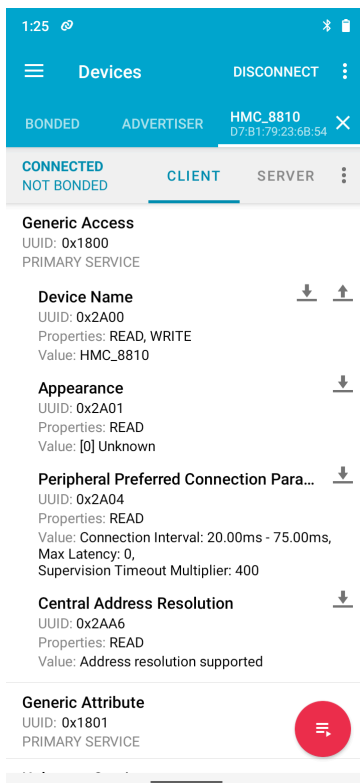 1:25
Devices
DISCONNECT
BONDED
ADVERTISER
HMC_8810
D7:B1:79:23:6B:54
CONNECTED
NOT BONDED
CLIENT
SERVER
Generic Access
UUID: 0x1800
PRIMARY SERVICE
Device Name
UUID: 0x2A00
Properties: READ, WRITE
Value: HMC_8810
Appearance
UUID: 0x2A01
Properties: READ
Value: [0] Unknown
Peripheral Preferred Connection Para...
UUID: 0x2A04
Properties: READ
Value: Connection Interval: 20.00ms - 75.00ms,
Max Latency: 0,
Supervision Timeout Multiplier: 400
Central Address Resolution
UUID: 0x2AA6
Properties: READ
Value: Address resolution supported
Generic Attribute
UUID: 0x1801
PRIMARY SERVICE